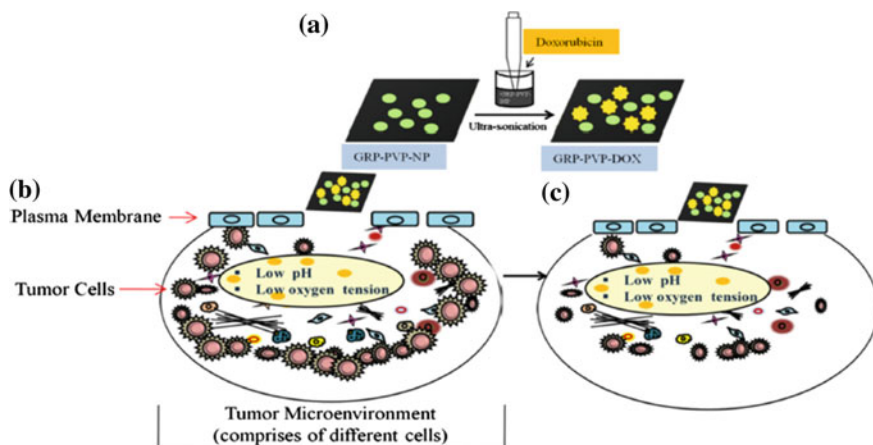 (a)
Doxorubicin
Ultra-sonication
GRP-PVP-NP
GRP-PVP-DOX
(b)
(c)
Plasma Membrane
Tumor Cells
* Low pH
* Low oxygen tension
* Low pH
* Low oxygen tension
Tumor Microenvironment
(comprises of different cells)